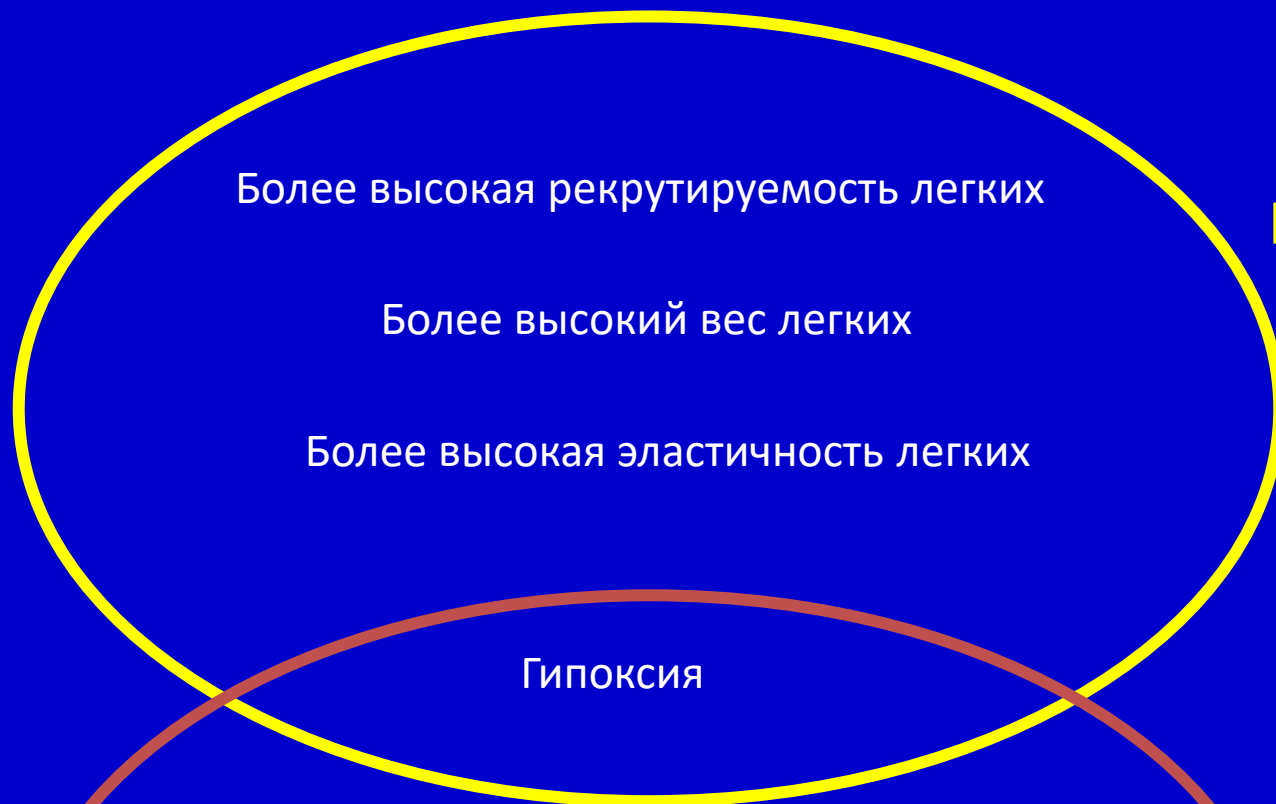 Более высокая рекрутируемость легких
Более высокий вес легких
Более высокая эластичность легких
Гипоксия